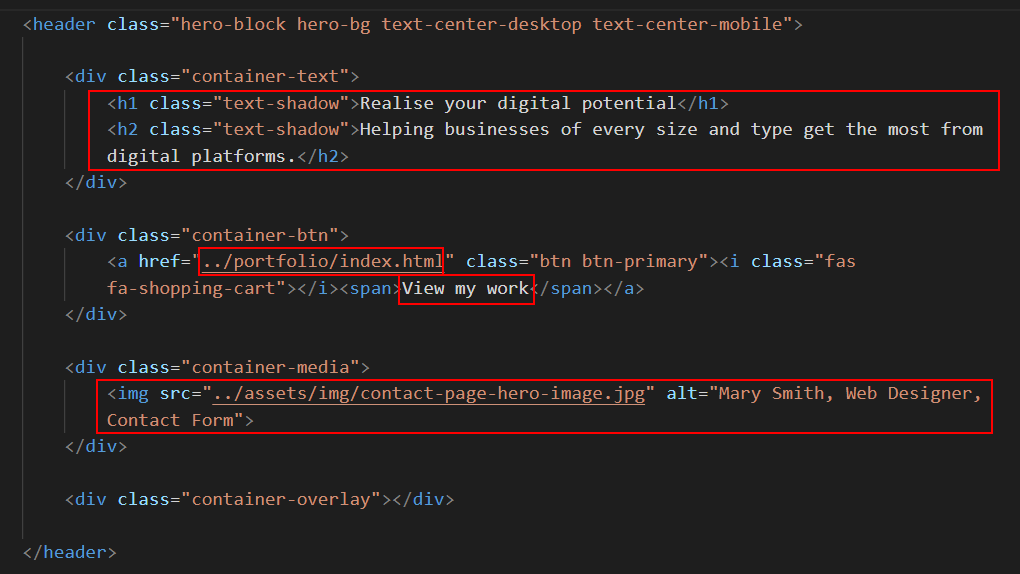 <header class="hero-block hero-bg text-center-desktop text-center-mobile">
<div class="container-text">
<h1 class="text-shadow">Realise your digital potential</h1>
<h2 class="text-shadow">Helping businesses of every size and type get the most from
digital platforms.</h2>
</div>
<div class="container-btn">
<a href="../portfolio/index.html" class="btn btn-primary"><i class="fas
fa-shopping-cart"></i><span>View my work</span></a>
</div>
<div class="container-media">
<img src="../assets/img/contact-page-hero-image.jpg" alt="Mary Smith, Web Designer,
Contact Form">
</div>
<div class="container-overlay"></div>
</header>